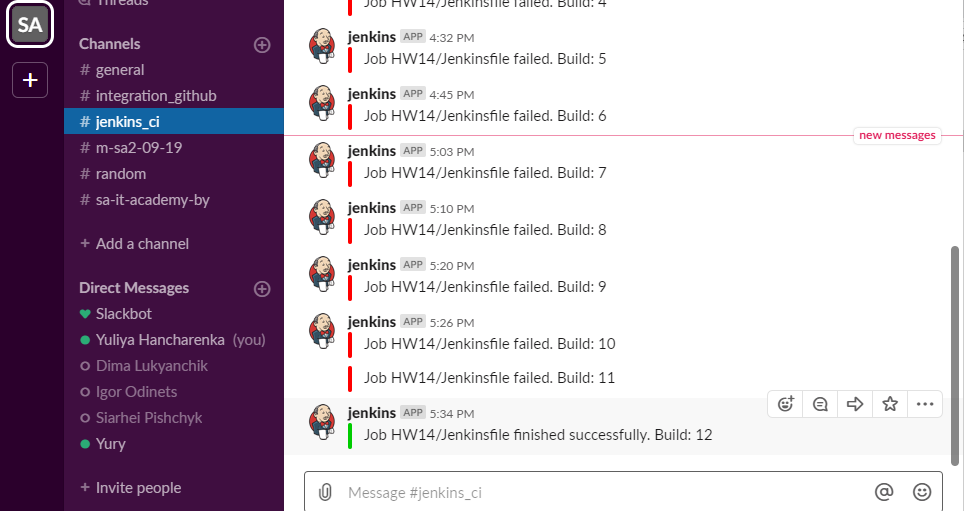 Threads
SA
Channels
# general
# integration_github
# jenkins_ci
# m-sa2-09-19
# random
# sa-it-academy-by
+ Add a channel
Direct Messages
Slackbot
Yuliya Hancharenka (you)
Dima Lukyanchik
Igor Odinets
Siarhei Pishchyk
Yury
+ Invite people
Job HW14/Jenkinsfile failed. Build: 4
jenkins APP 4:32 PM
Job HW14/Jenkinsfile failed. Build: 5
jenkins APP 4:45 PM
Job HW14/Jenkinsfile failed. Build: 6
new messages
jenkins APP 5:03 PM
Job HW14/Jenkinsfile failed. Build: 7
jenkins APP 5:10 PM
Job HW14/Jenkinsfile failed. Build: 8
jenkins APP 5:20 PM
Job HW14/Jenkinsfile failed. Build: 9
jenkins APP 5:26 PM
Job HW14/Jenkinsfile failed. Build: 10
Job HW14/Jenkinsfile failed. Build: 11
jenkins APP 5:34 PM
Job HW14/Jenkinsfile finished successfully. Build: 12
Message #jenkins_ci